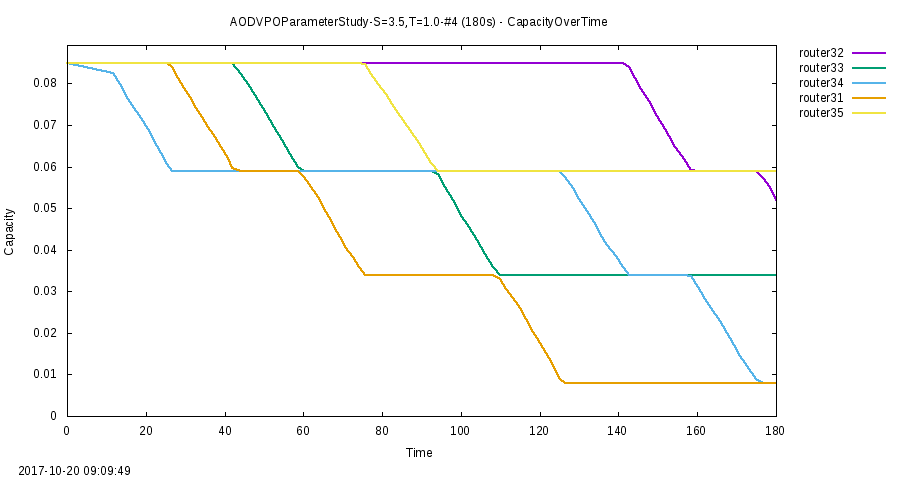 AODVPOParameterStudy-S=3.5,T=1.0-#4 (180s) - CapacityOverTime
router32
router33
router34
router31
router35
0.08
0.07
0.06
0.05
0.04
0.03
0.02
0.01
0
Capacity
0 20 40 60 80 100 120 140 160 180
Time
2017-10-20 09:09:49